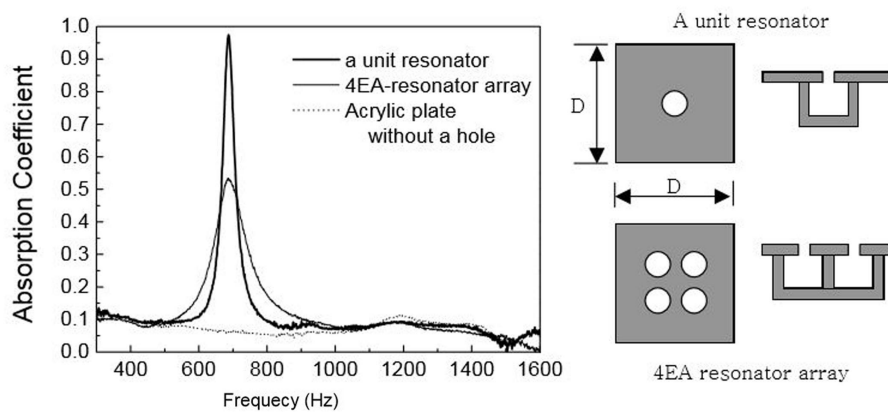 Absorption Coefficient
1.0
0.9
0.8
0.7
0.6
0.5
0.4
0.3
0.2
0.1
0.0
a unit resonator
4EA-resonator array
Acrylic plate
without a hole
400 600 800 1000 1200 1400 1600
Frequecy (Hz)
A unit resonator
D
D
4EA resonator array